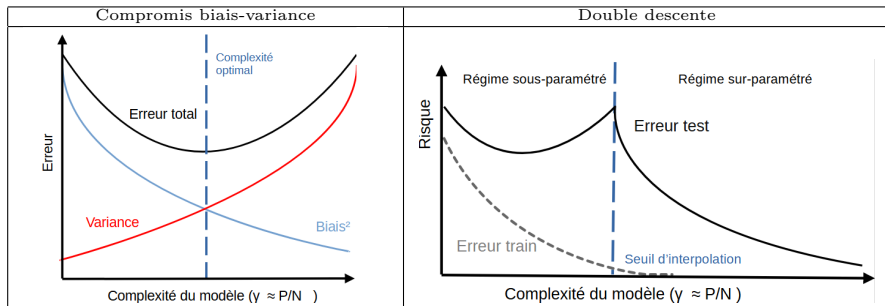 Compromis biais-variance
Double descente
Complexité
optimal
Erreur total
Erreur
Variance
Biais²
Complexité du modèle (γ ≈ P/N )
Régime sous-paramétré
Régime sur-paramétré
Risque
Erreur test
Erreur train
Seuil d'interpolation
Complexité du modèle (γ ≈ P/N )